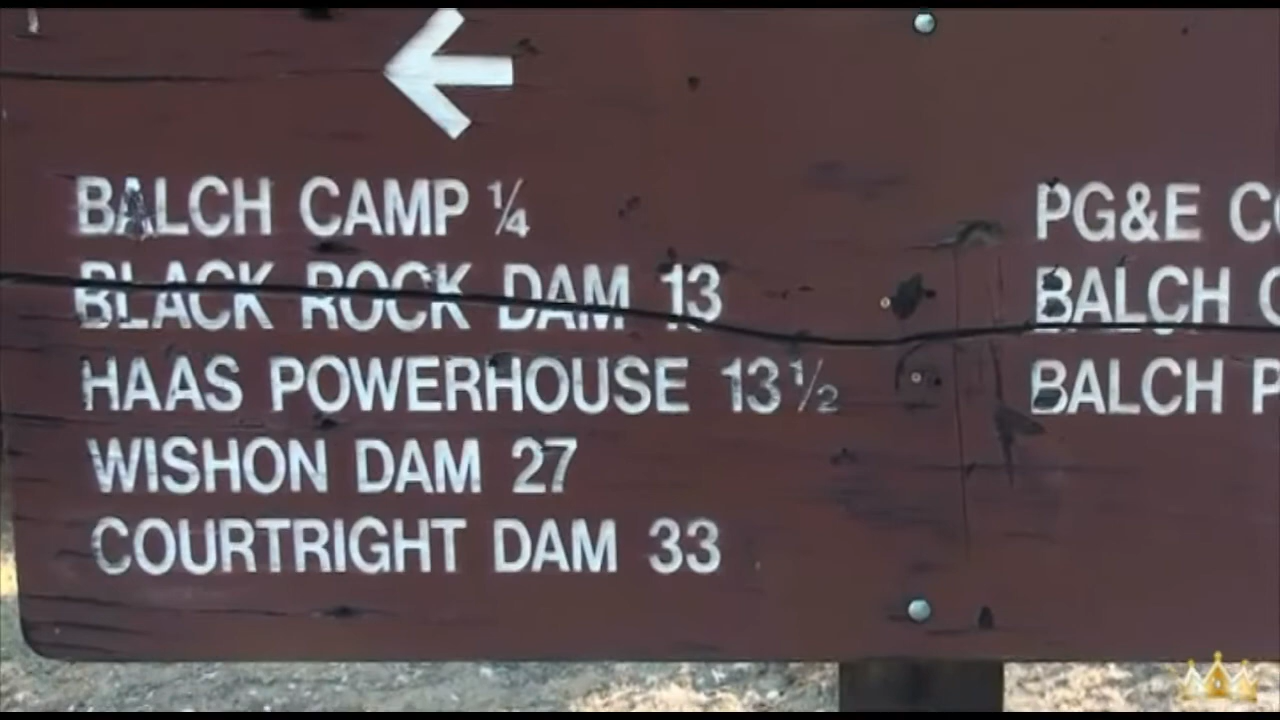 BALCH CAMP ¼
BLACK ROCK DAM 13
HAAS POWERHOUSE 13½
WISHON DAM 27
COURTRIGHT DAM 33
PG&E
BALCH
BALCH